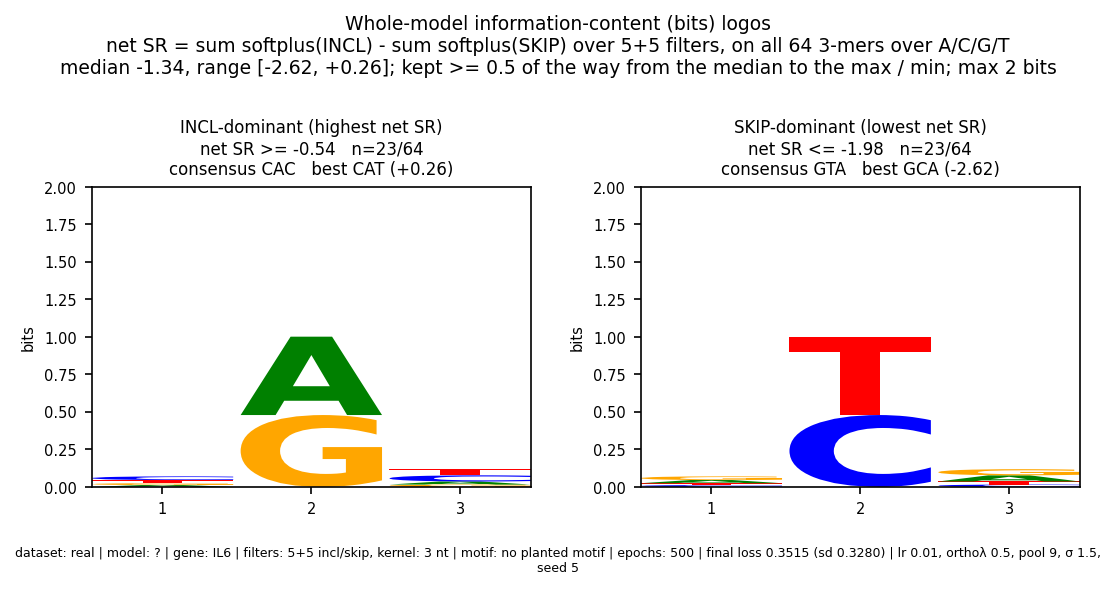 Whole-model information-content (bits) logos
net SR = sum softplus(INCL) - sum softplus(SKIP) over 5+5 filters, on all 64 3-mers over A/C/G/T
median -1.34, range [-2.62, +0.26]; kept >= 0.5 of the way from the median to the max / min; max 2 bits
INCL-dominant (highest net SR)
net SR >= -0.54   n=23/64
consensus CAC   best CAT (+0.26)
2.00
1.75
1.50
1.25
1.00
0.75
0.50
0.25
0.00
bits
A
G
1
2
3
SKIP-dominant (lowest net SR)
net SR <= -1.98   n=23/64
consensus GTA   best GCA (-2.62)
2.00
1.75
1.50
1.25
1.00
0.75
0.50
0.25
0.00
bits
T
C
1
2
3
dataset: real | model: ? | gene: IL6 | filters: 5+5 incl/skip, kernel: 3 nt | motif: no planted motif | epochs: 500 | final loss 0.3515 (sd 0.3280) | lr 0.01, orthoλ 0.5, pool 9, σ 1.5,
seed 5